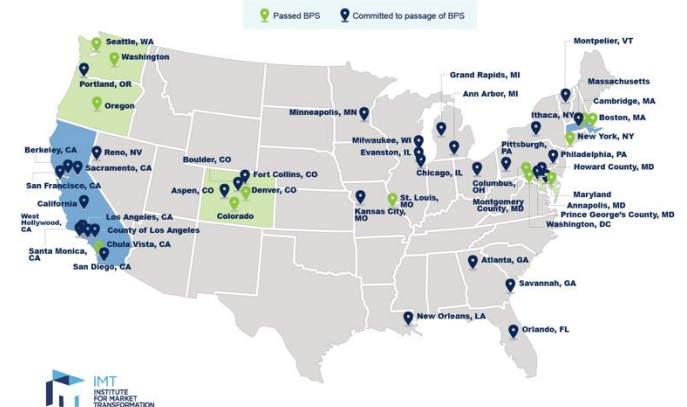 Passed BPS
Committed to passage of BPS
Seattle, WA
Washington
Portland, OR
Oregon
Berkeley, CA
Reno, NV
Sacramento, CA
San Francisco, CA
California
West
Hollywood,
CA
Los Angeles, CA
County of Los Angeles
Santa Monica,
CA
Chula Vista, CA
San Diego, CA
Boulder, CO
Fort Collins, CO
Aspen, CO
Denver, CO
Colorado
Minneapolis, MN
Milwaukee, WI
Evanston, IL
Chicago, IL
Grand Rapids, MI
Ann Arbor, MI
Kansas City,
MO
St. Louis,
MO
Columbus,
OH
Pittsburgh,
PA
Ithaca, NY
Montpelier, VT
Massachusetts
Cambridge, MA
Boston, MA
New York, NY
Philadelphia, PA
Howard County, MD
Montgomery
County, MD
Maryland
Annapolis, MD
Prince George's County, MD
Washington, DC
Atlanta, GA
Savannah, GA
New Orleans, LA
Orlando, FL
IMT
INSTITUTE
FOR MARKET
TRANSFORMATION